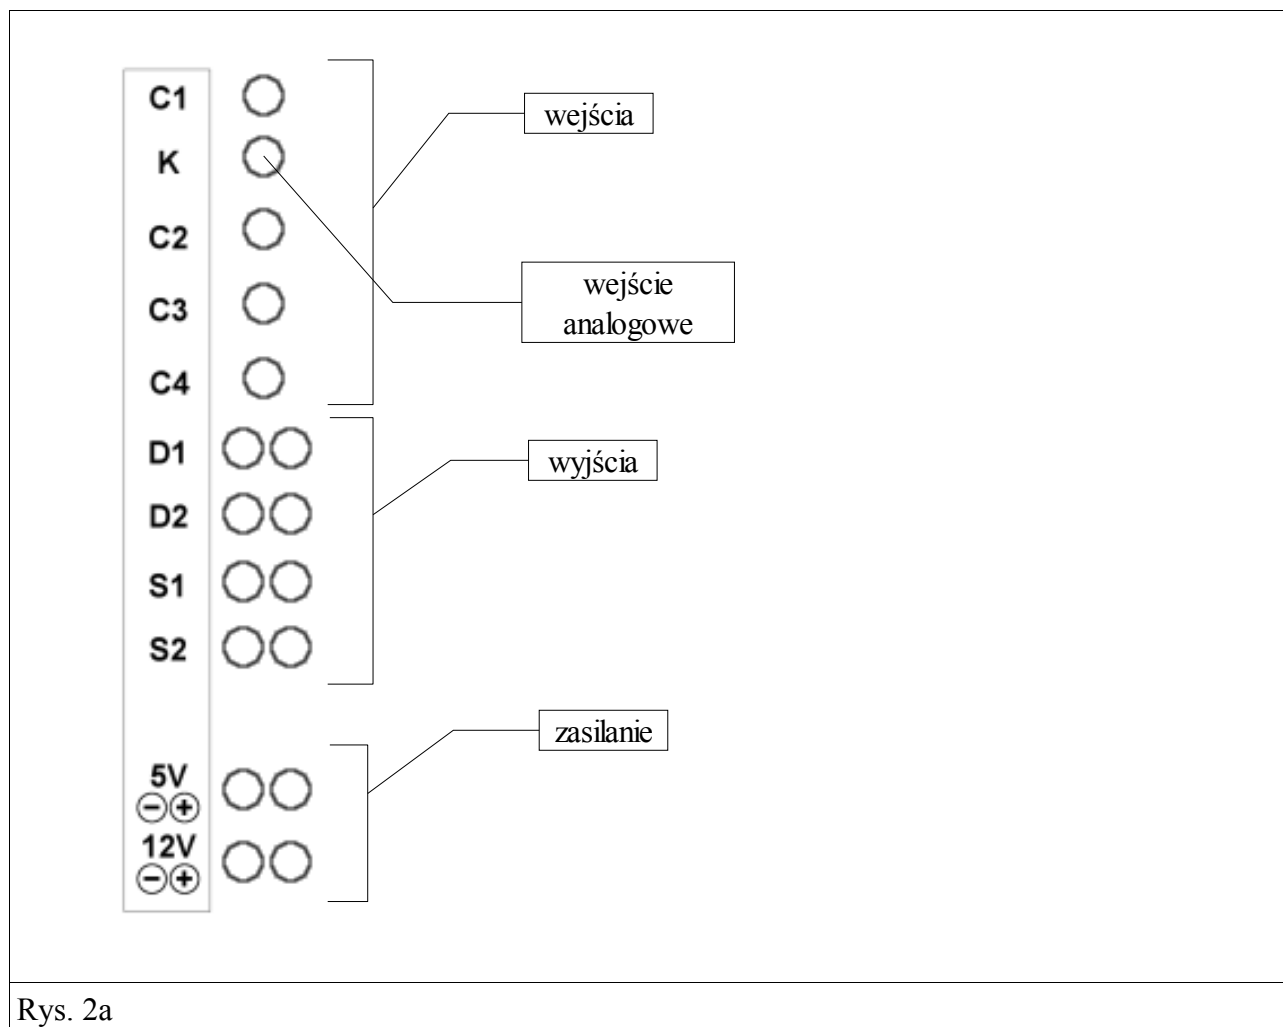 C1
wejścia
K
C2
wejście
analogowe
C3
C4
D1
wyjścia
D2
S1
S2
zasilanie
5V
12V
Rys. 2a